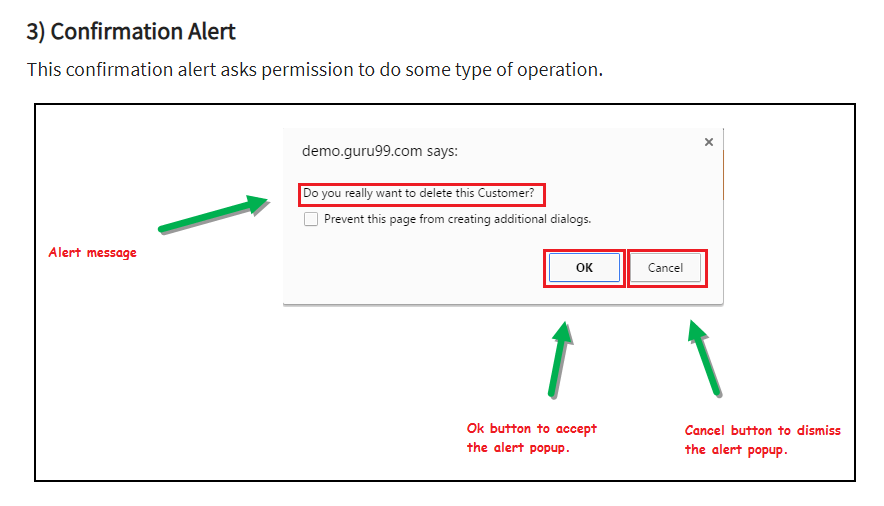 3) Confirmation Alert
This confirmation alert asks permission to do some type of operation.
demo.guru99.com says:
Do you really want to delete this Customer?
Prevent this page from creating additional dialogs.
Alert message
OK
Cancel
Ok button to accept
the alert popup.
Cancel button to dismiss
the alert popup.